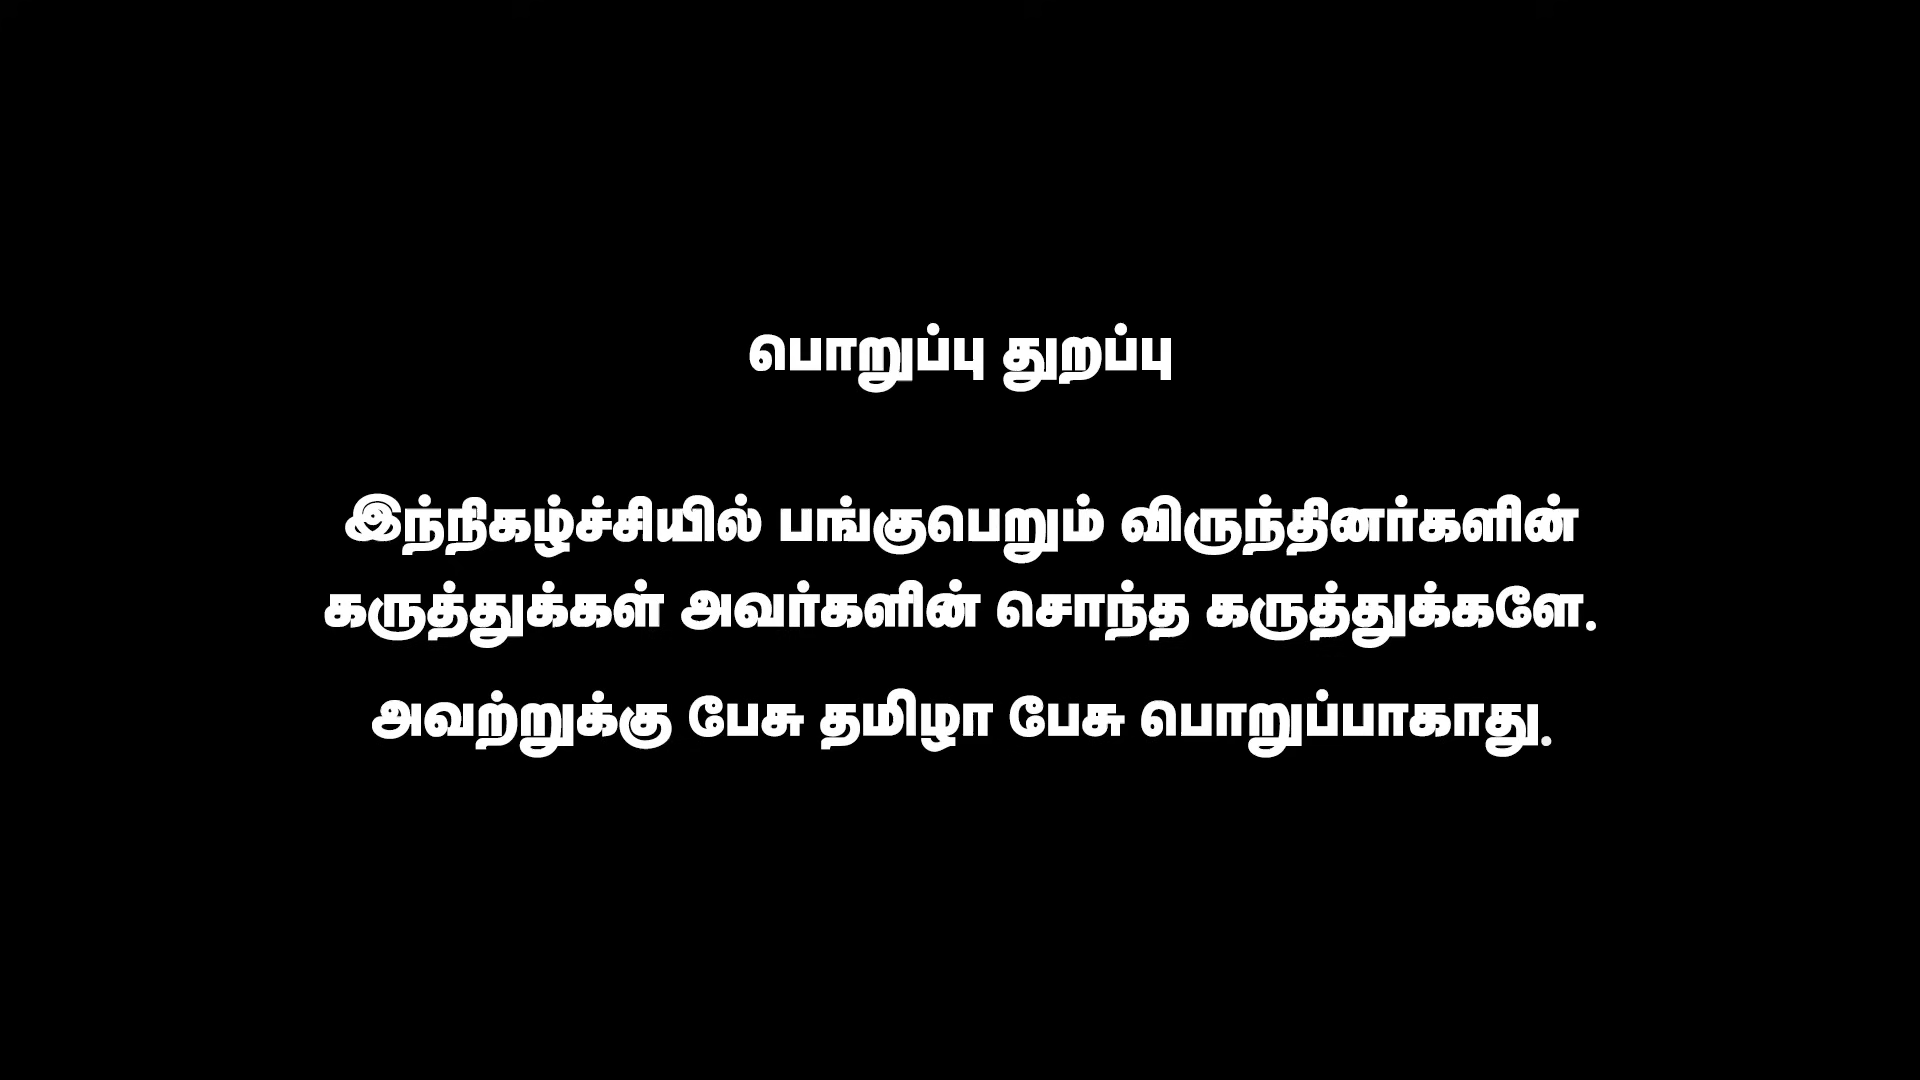 பொறுப்பு துறப்பு
இந்நிகழ்ச்சியில் பங்குபெறும் விருந்தினர்களின்
கருத்துக்கள் அவர்களின் சொந்த கருத்துக்களே.
அவற்றுக்கு பேசு தமிழா பேசு பொறுப்பாகாது.